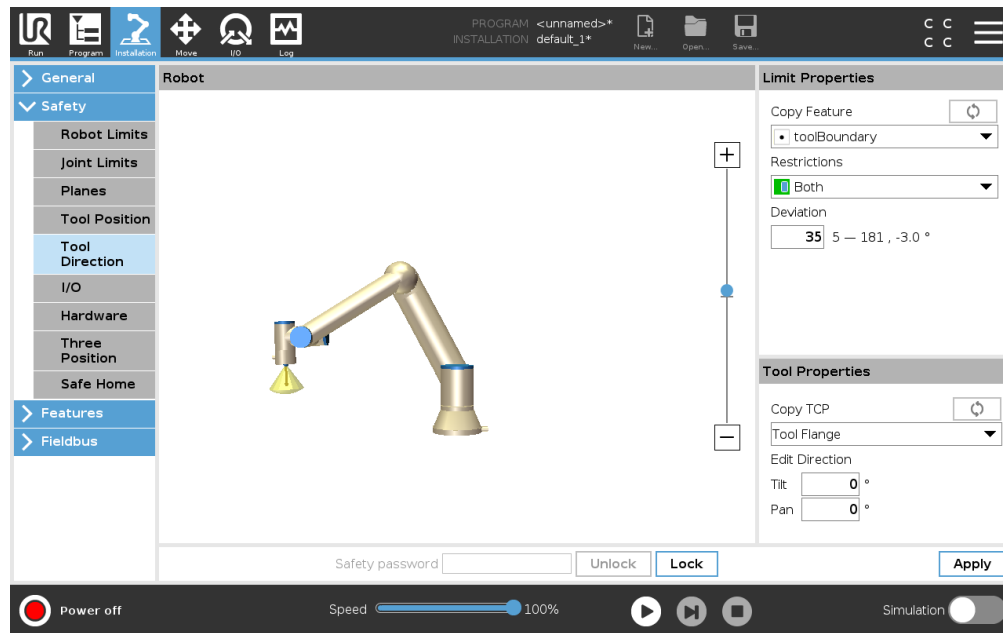 PROGRAM <unnamed>*
INSTALLATION default_1*
UR
Run
Program
Installation
Move
I/O
Log
New...
Open...
Save...
C C
C C
General
Safety
Robot Limits
Joint Limits
Planes
Tool Position
Tool
Direction
I/O
Hardware
Three
Position
Safe Home
Features
Fieldbus
Robot
Limit Properties
Copy Feature
toolBoundary
Restrictions
Both
Deviation
35 5 — 181 , -3.0 °
Tool Properties
Copy TCP
Tool Flange
Edit Direction
Tilt 0 °
Pan 0 °
Safety password
Unlock
Lock
Apply
Power off
Speed 100%
Simulation